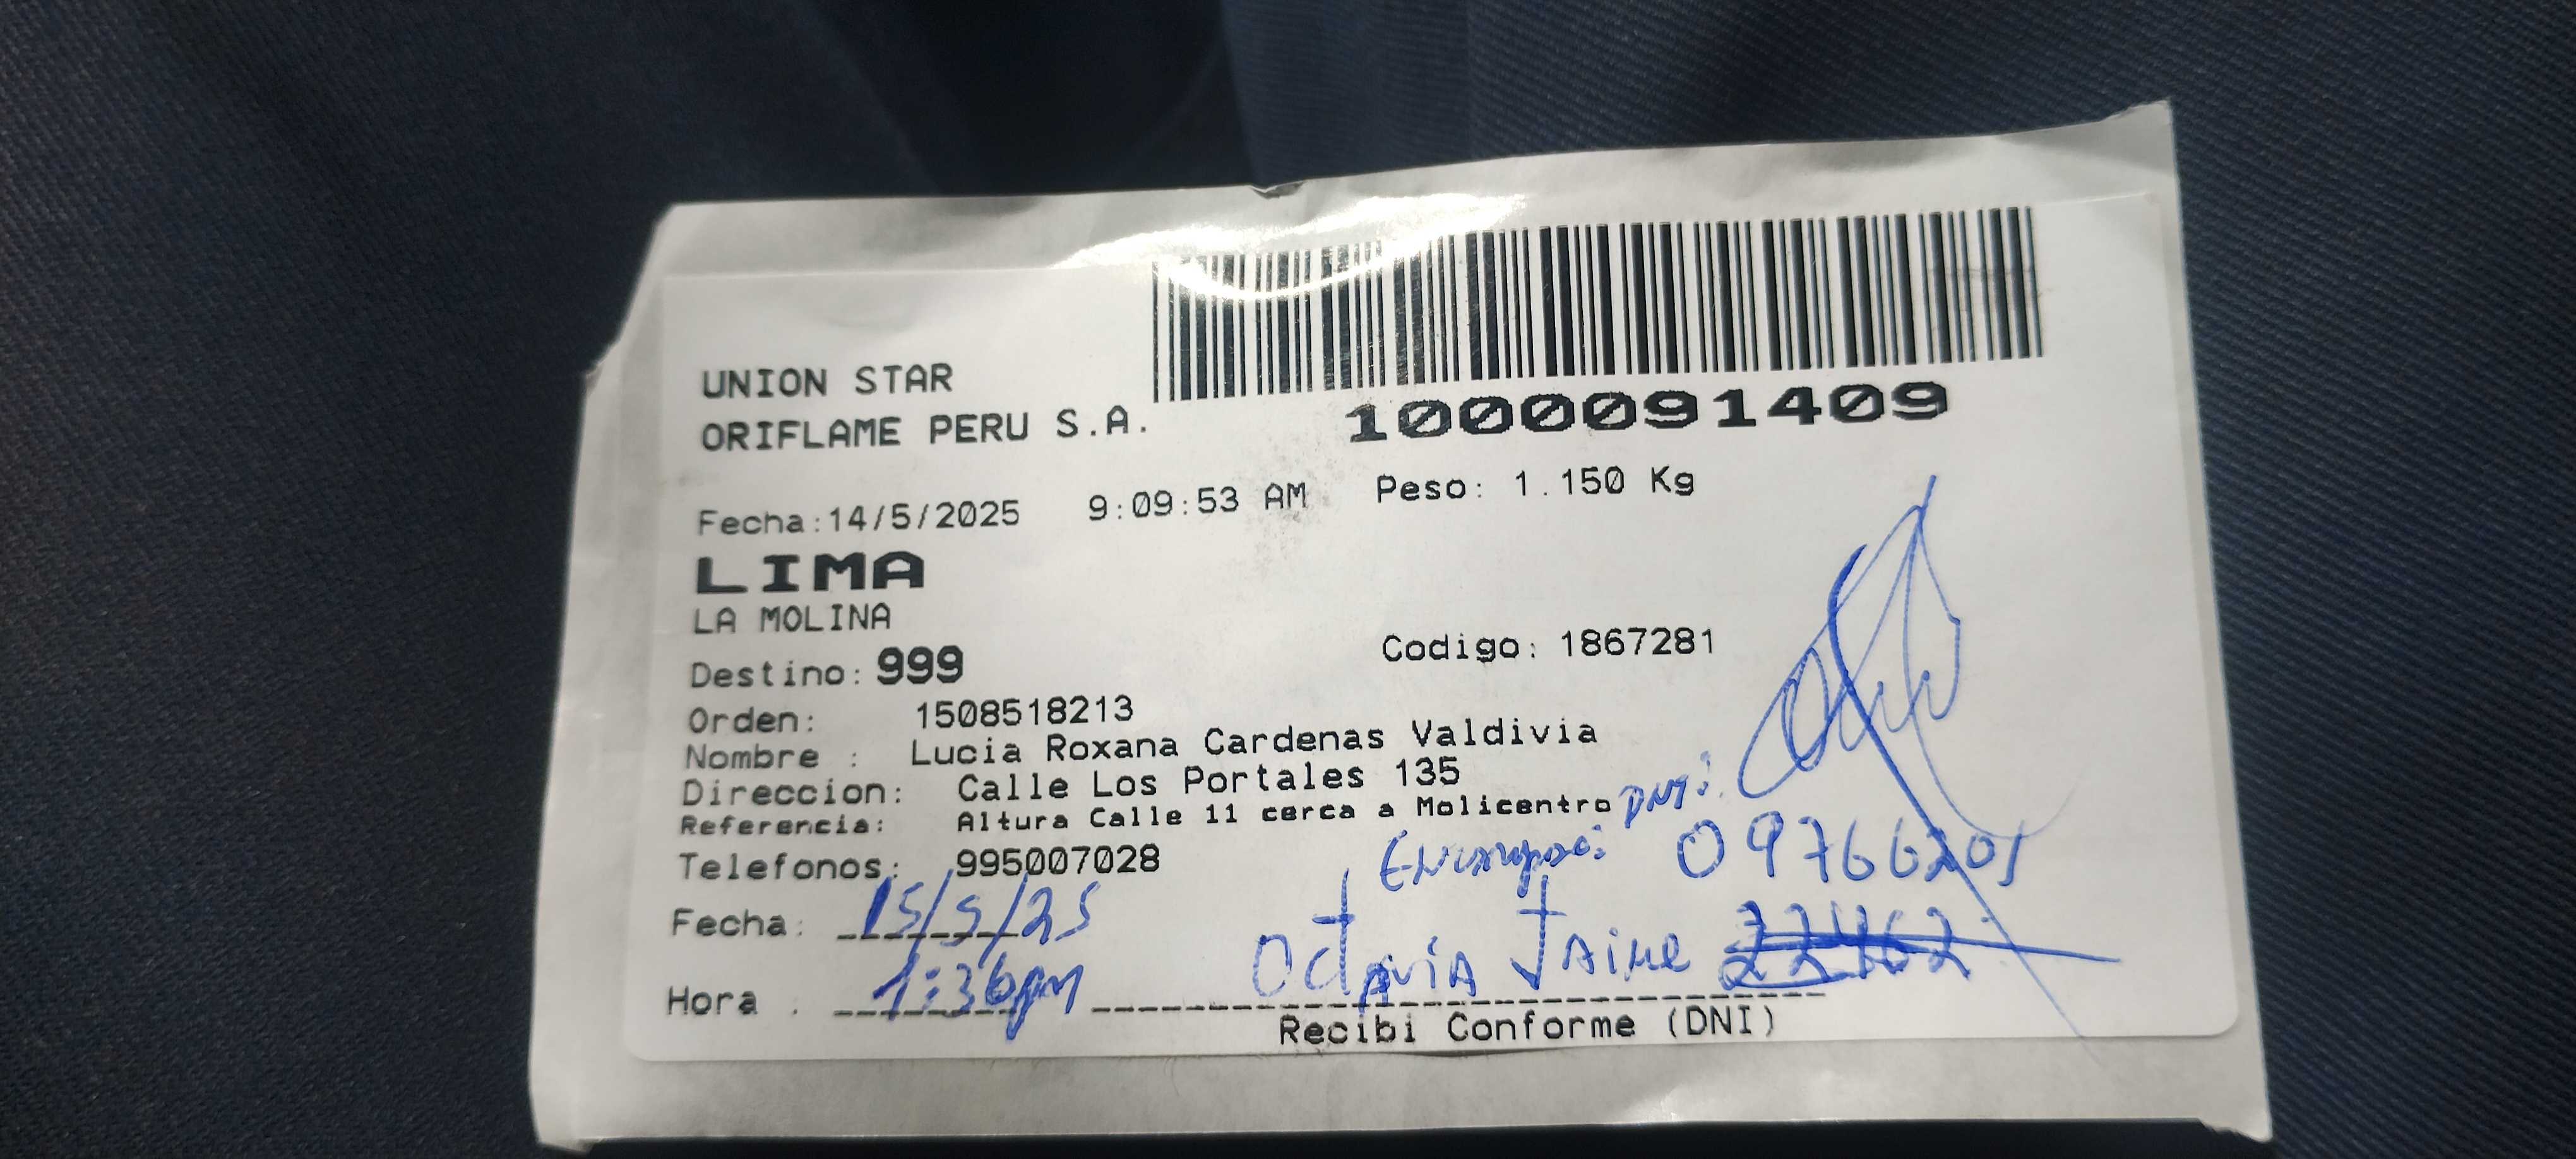 UNION STAR
ORIFLAME PERU S.A.
1000091409
Fecha:14/5/2025 9:09:53 AM Peso: 1.150 Kg
LIMA
LA MOLINA
Destino: 999 Codigo: 1867281
Orden: 1508518213
Nombre : Lucia Roxana Cardenas Valdivia
Direccion: Calle Los Portales 135
Referencia: Altura Calle 11 cerca a Molicentro DNI:
Telefonos: 995007028 09766201
Fecha: 15/5/25 Octavia Jaime
Hora : 1:36pm
Recibi Conforme (DNI)